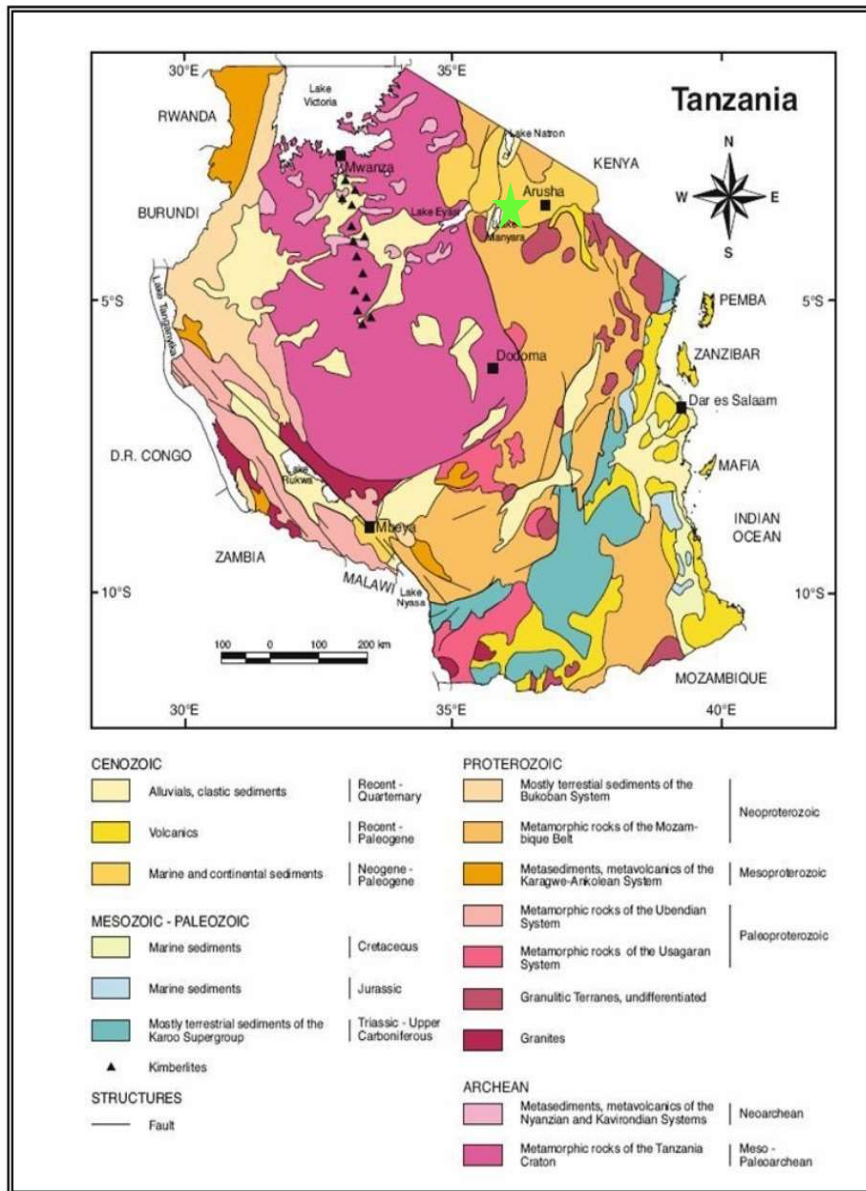 Tanzania
30°E
35°E
Lake
Victoria
RWANDA
Lake Natron
KENYA
N
W
E
S
Mwanza
Arusha
BURUNDI
Lake Eyasi
Lake
Manyara
5°S
5°S
Lake Tanganyika
PEMBA
ZANZIBAR
Dodoma
Dar es Salaam
D.R. CONGO
MAFIA
Lake
Rukwa
INDIAN
OCEAN
Mbeya
ZAMBIA
MALAWI
Lake
Nyasa
10°S
10°S
100 0 100 200 km
MOZAMBIQUE
30°E
35°E
40°E
CENOZOIC
Alluvials, clastic sediments
Recent -
Quarternary
Volcanics
Recent -
Paleogene
Marine and continental sediments
Neogene -
Paleogene
MESOZOIC - PALEOZOIC
Marine sediments
Cretaceous
Marine sediments
Jurassic
Mostly terrestrial sediments of the
Karoo Supergroup
Triassic - Upper
Carboniferous
Kimberlites
STRUCTURES
Fault
PROTEROZOIC
Mostly terrestial sediments of the
Bukoban System
Metamorphic rocks of the Mozam-
bique Belt
Neoproterozoic
Metasediments, metavolcanics of the
Karagwe-Ankolean System
Mesoproterozoic
Metamorphic rocks of the Ubendian
System
Metamorphic rocks of the Usagaran
System
Paleoproterozoic
Granulitic Terranes, undifferentiated
Granites
ARCHEAN
Metasediments, metavolcanics of the
Nyanzian and Kavirondian Systems
Neoarchean
Metamorphic rocks of the Tanzania
Craton
Meso -
Paleoarchean